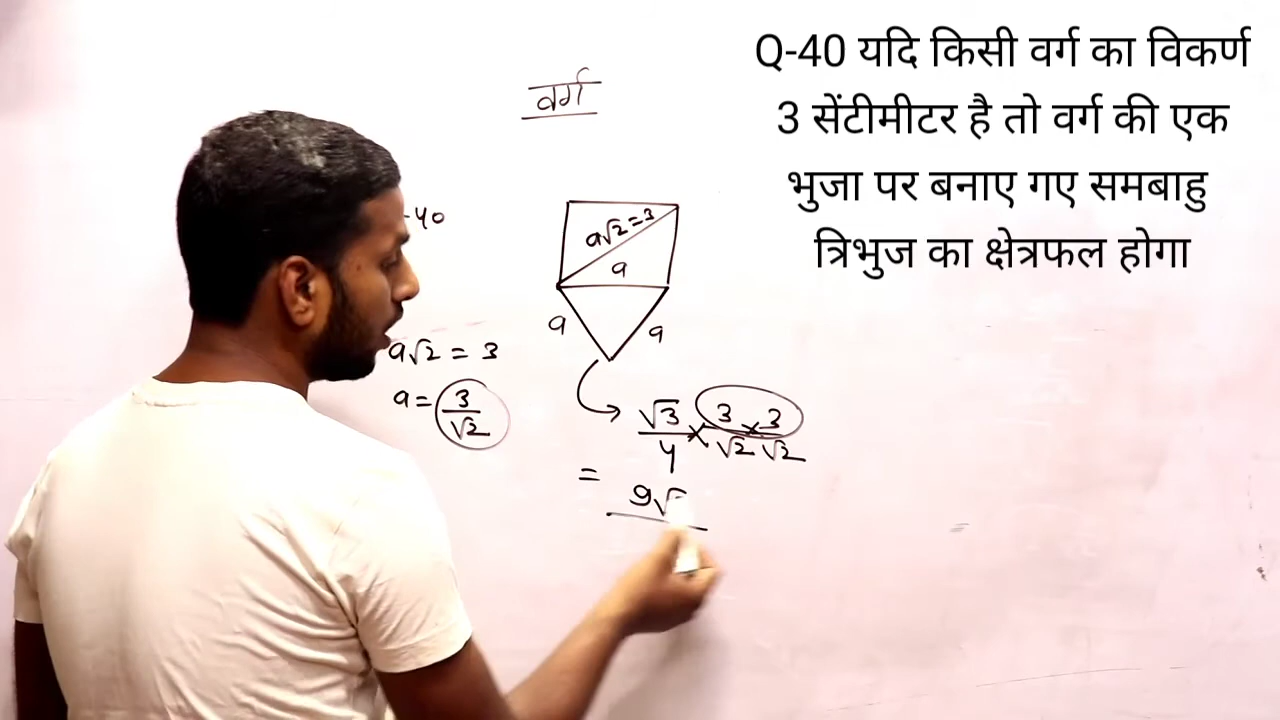 Q-40 यदि किसी वर्ग का विकर्ण
3 सेंटीमीटर है तो वर्ग की एक
भुजा पर बनाए गए समबाहु
त्रिभुज का क्षेत्रफल होगा
वर्ग
-40
a√2=3
a
a a
a√2 = 3
a= 3/√2
√3/4 × 3/√2 × 3/√2
= 9√